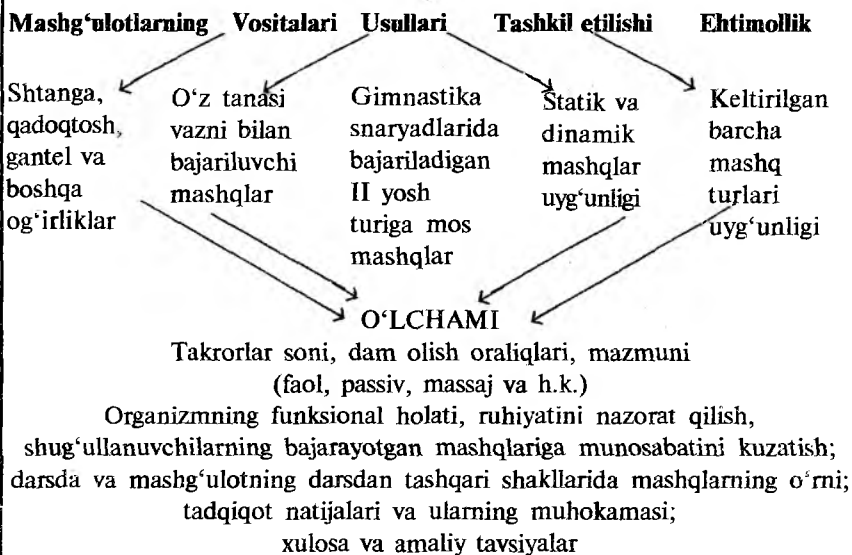 Mashg‘ulotlarning Vositalari Usullari Tashkil etilishi Ehtimollik
Shtanga,
qadoqtosh,
gantel va
boshqa
og‘irliklar
O‘z tanasi
vazni bilan
bajariluvchi
mashqlar
Gimnastika
snaryadlarida
bajariladigan
II yosh
turiga mos
mashqlar
Statik va
dinamik
mashqlar
uyg‘unligi
Keltirilgan
barcha
mashq
turlari
uyg‘unligi
O‘LCHAMI
Takrorlar soni, dam olish oraliqlari, mazmuni
(faol, passiv, massaj va h.k.)
Organizmning funksional holati, ruhiyatini nazorat qilish,
shug‘ullanuvchilarning bajarayotgan mashqlariga munosabatini kuzatish;
darsda va mashg‘ulotning darsdan tashqari shakllarida mashqlarning o‘rni;
tadqiqot natijalari va ularning muhokamasi;
xulosa va amaliy tavsiyalar